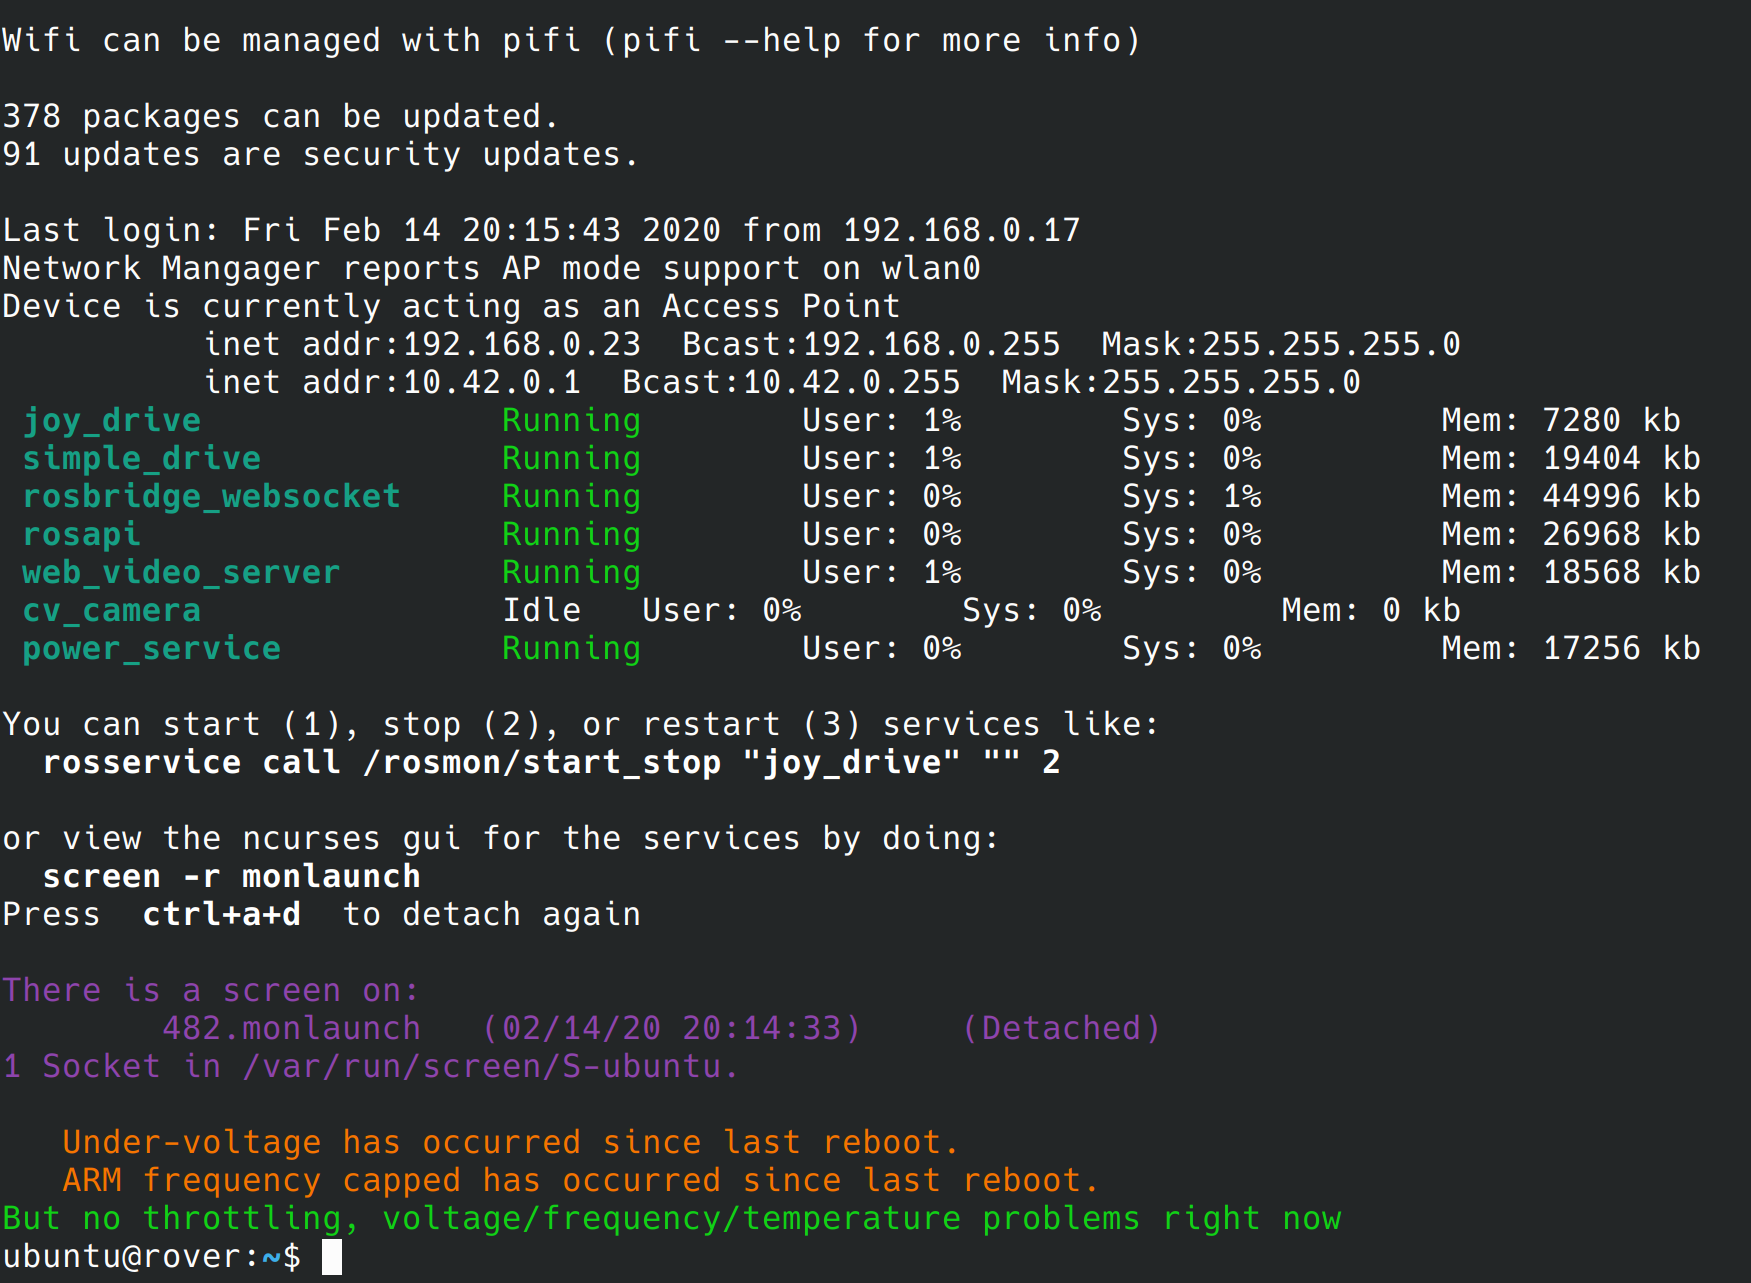 Wifi can be managed with pifi (pifi --help for more info)
378 packages can be updated.
91 updates are security updates.
Last login: Fri Feb 14 20:15:43 2020 from 192.168.0.17
Network Mangager reports AP mode support on wlan0
Device is currently acting as an Access Point
inet addr:192.168.0.23  Bcast:192.168.0.255  Mask:255.255.255.0
inet addr:10.42.0.1  Bcast:10.42.0.255  Mask:255.255.255.0
joy_drive Running User: 1% Sys: 0% Mem: 7280 kb
simple_drive Running User: 1% Sys: 0% Mem: 19404 kb
rosbridge_websocket Running User: 0% Sys: 1% Mem: 44996 kb
rosapi Running User: 0% Sys: 0% Mem: 26968 kb
web_video_server Running User: 1% Sys: 0% Mem: 18568 kb
cv_camera Idle User: 0% Sys: 0% Mem: 0 kb
power_service Running User: 0% Sys: 0% Mem: 17256 kb
You can start (1), stop (2), or restart (3) services like:
rosservice call /rosmon/start_stop "joy_drive" "" 2
or view the ncurses gui for the services by doing:
screen -r monlaunch
Press  ctrl+a+d  to detach again
There is a screen on:
482.monlaunch (02/14/20 20:14:33) (Detached)
1 Socket in /var/run/screen/S-ubuntu.
Under-voltage has occurred since last reboot.
ARM frequency capped has occurred since last reboot.
But no throttling, voltage/frequency/temperature problems right now
ubuntu@rover:~$